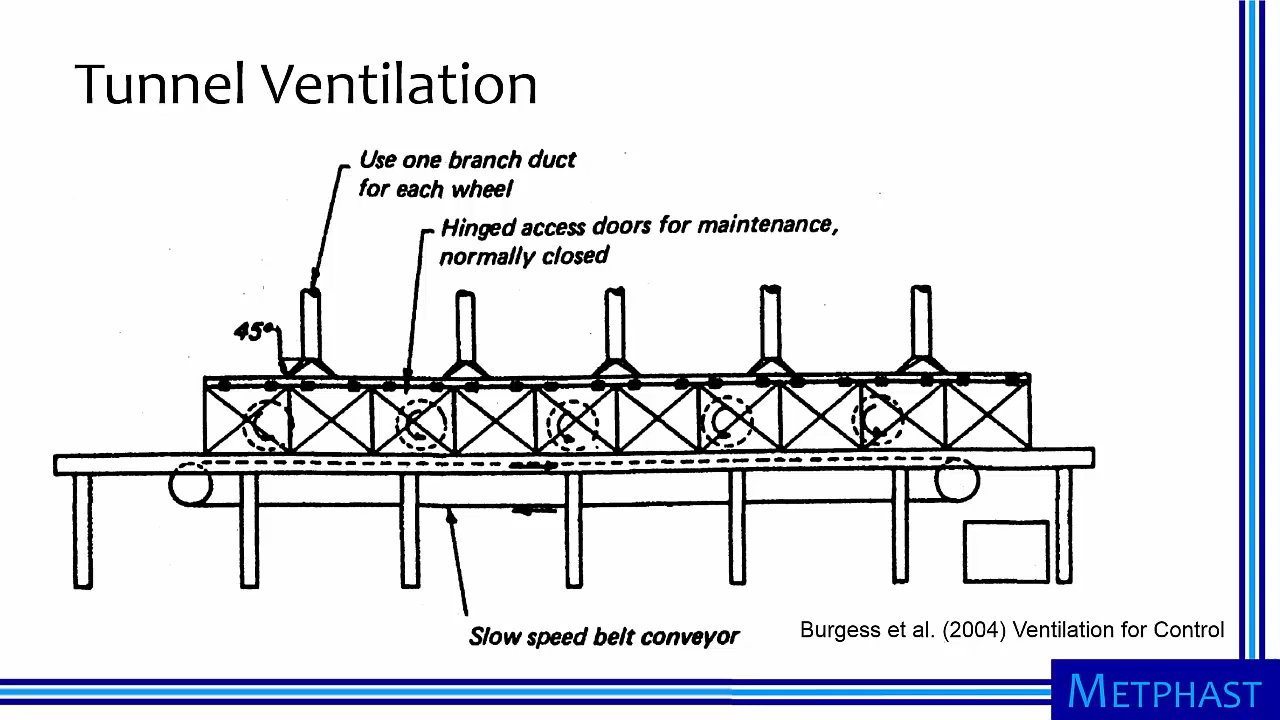 Tunnel Ventilation
Use one branch duct
for each wheel
Hinged access doors for maintenance,
normally closed
45°
Slow speed belt conveyor
Burgess et al. (2004) Ventilation for Control
METPHAST